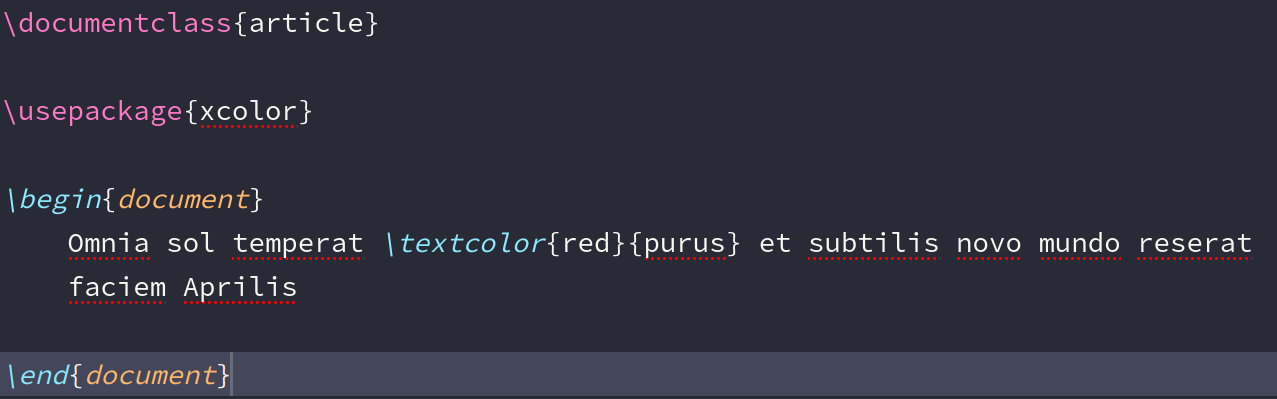 \documentclass{article}
\usepackage{xcolor}
\begin{document}
Omnia sol temperat \textcolor{red}{purus} et subtilis novo mundo reserat
faciem Aprilis
\end{document}